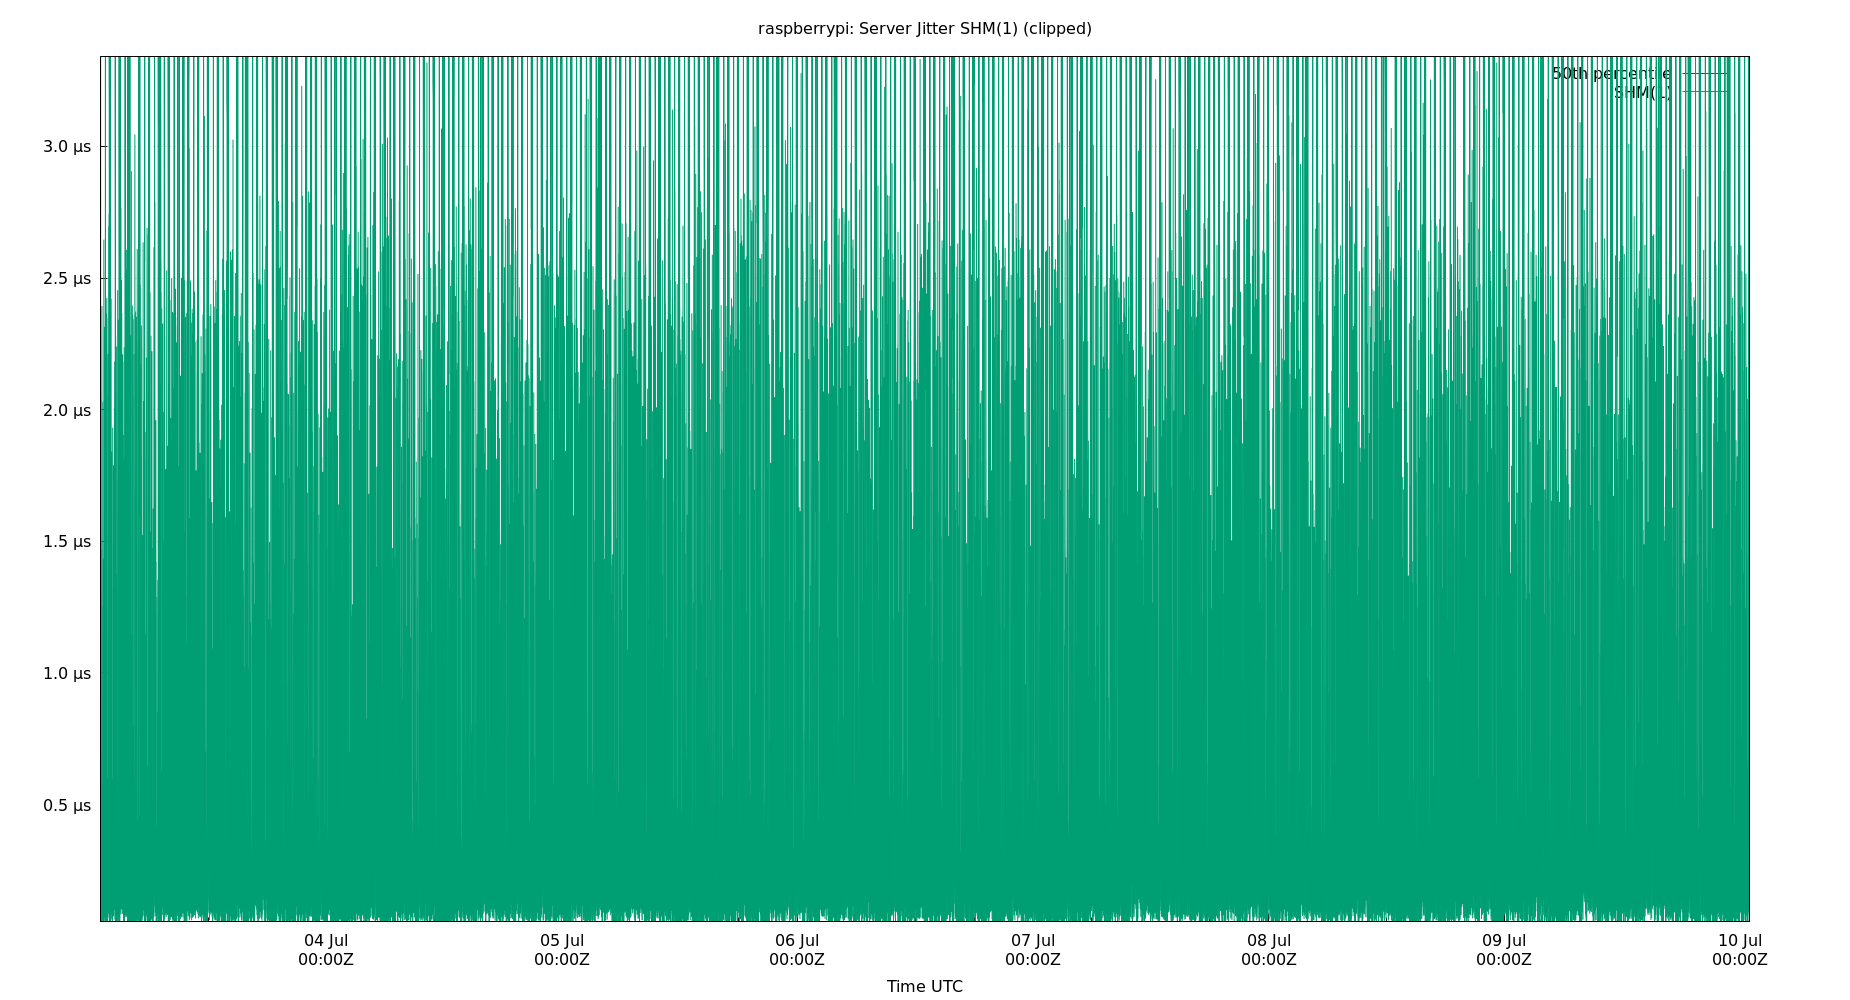 raspberrypi: Server Jitter SHM(1) (clipped)
50th percentile
SHM(1)
3.0 µs
2.5 µs
2.0 µs
1.5 µs
1.0 µs
0.5 µs
04 Jul 05 Jul 06 Jul 07 Jul 08 Jul 09 Jul 10 Jul
00:00Z 00:00Z 00:00Z 00:00Z 00:00Z 00:00Z 00:00Z
Time UTC